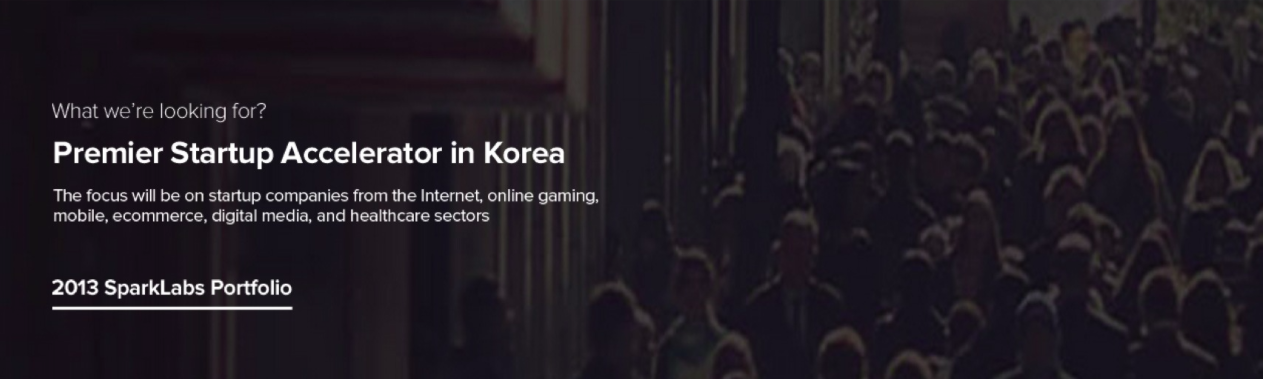 What we're looking for?
Premier Startup Accelerator in Korea
The focus will be on startup companies from the Internet, online gaming,
mobile, ecommerce, digital media, and healthcare sectors
2013 SparkLabs Portfolio